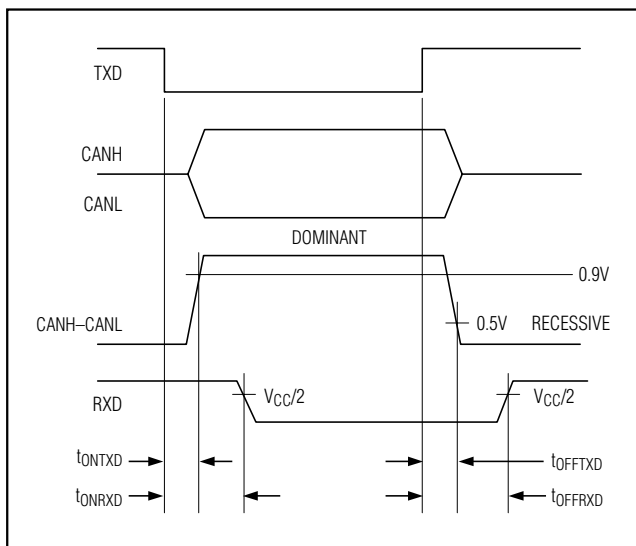 TXD
CANH
CANL
DOMINANT
0.9V
CANH–CANL
0.5V
RECESSIVE
RXD
VCC/2
VCC/2
tONTXD
tOFFTXD
tONRXD
tOFFRXD